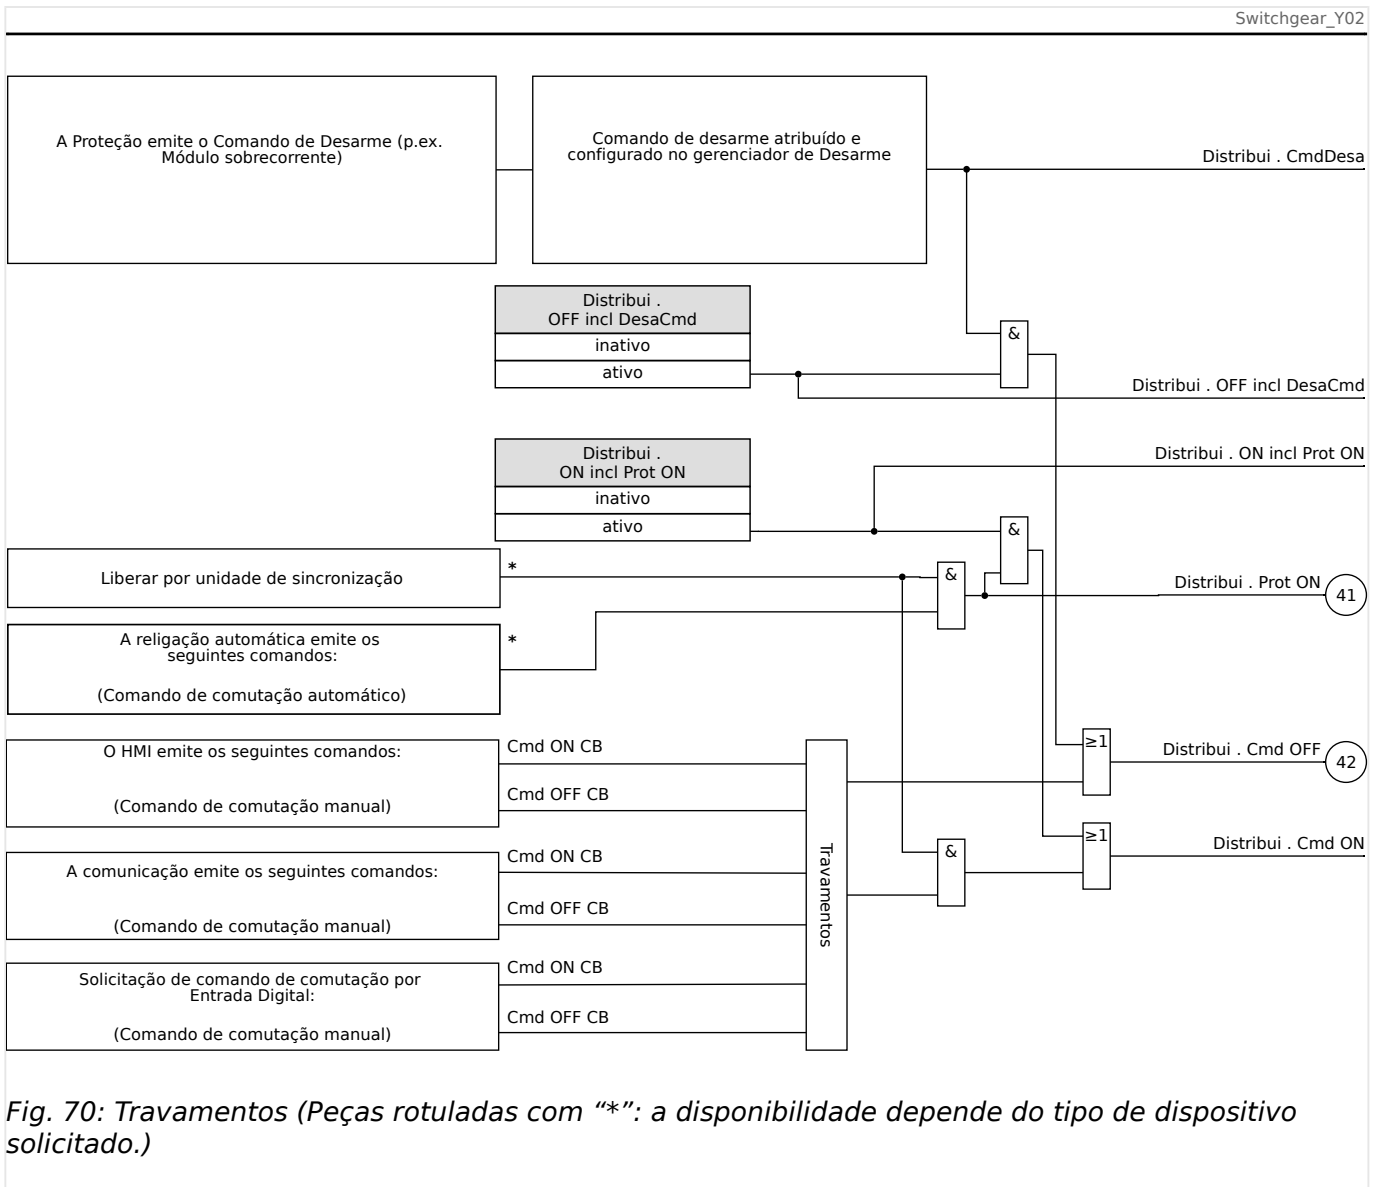 Switchgear_Y02
A Proteção emite o Comando de Desarme (p.ex.
Módulo sobrecorrente)
Comando de desarme atribuído e
configurado no gerenciador de Desarme
Distribui . CmdDesa
Distribui .
OFF incl DesaCmd
inativo
ativo
&
Distribui . OFF incl DesaCmd
Distribui .
ON incl Prot ON
inativo
ativo
Distribui . ON incl Prot ON
&
Liberar por unidade de sincronização
*
&
Distribui . Prot ON
41
A religação automática emite os
seguintes comandos:
(Comando de comutação automático)
*
O HMI emite os seguintes comandos:
(Comando de comutação manual)
Cmd ON CB
Cmd OFF CB
≥1
Distribui . Cmd OFF
42
A comunicação emite os seguintes comandos:
(Comando de comutação manual)
Cmd ON CB
Cmd OFF CB
Travamentos
&
≥1
Distribui . Cmd ON
Solicitação de comando de comutação por
Entrada Digital:
(Comando de comutação manual)
Cmd ON CB
Cmd OFF CB
Fig. 70: Travamentos (Peças rotuladas com “*”: a disponibilidade depende do tipo de dispositivo
solicitado.)